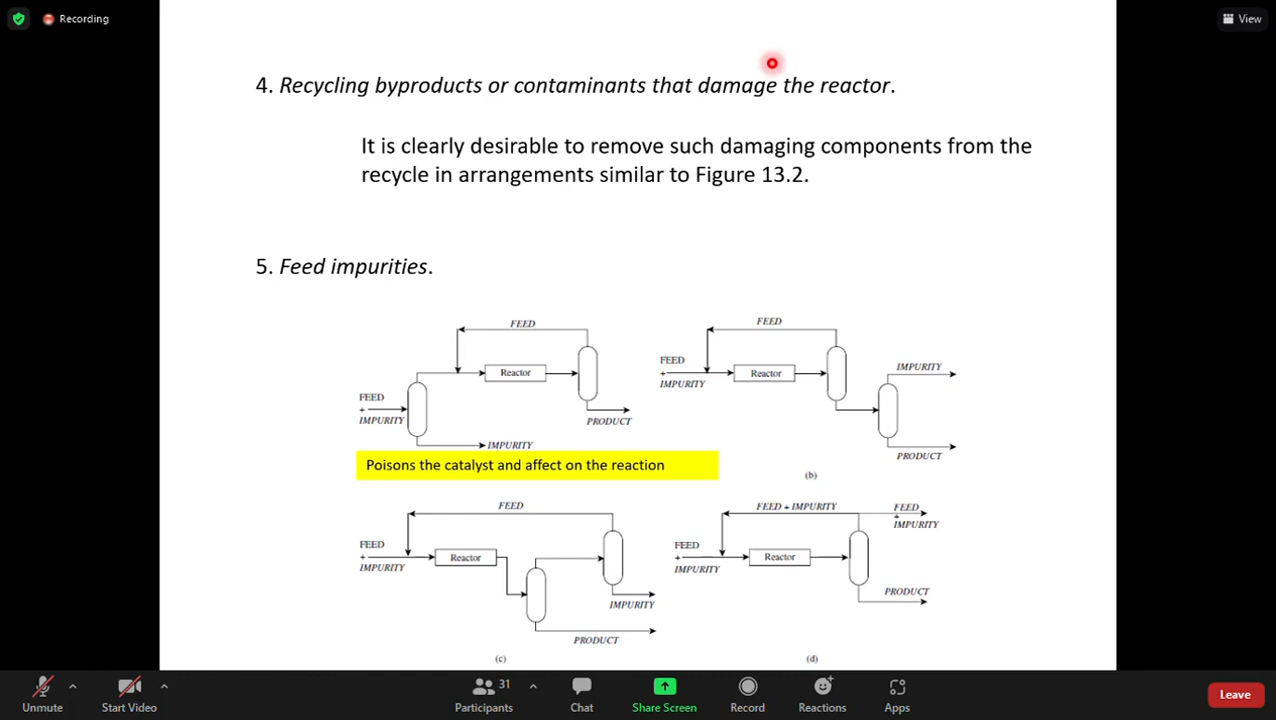 Recording
View
4. Recycling byproducts or contaminants that damage the reactor.
It is clearly desirable to remove such damaging components from the
recycle in arrangements similar to Figure 13.2.
5. Feed impurities.
FEED
Reactor
FEED
+
IMPURITY
PRODUCT
IMPURITY
Poisons the catalyst and affect on the reaction
FEED
FEED
+
IMPURITY
Reactor
IMPURITY
PRODUCT
(b)
FEED
FEED
+
IMPURITY
Reactor
IMPURITY
PRODUCT
(c)
FEED + IMPURITY
FEED
+
IMPURITY
FEED
+
IMPURITY
Reactor
PRODUCT
(d)
Unmute
Start Video
31
Participants
Chat
Share Screen
Record
Reactions
Apps
Leave